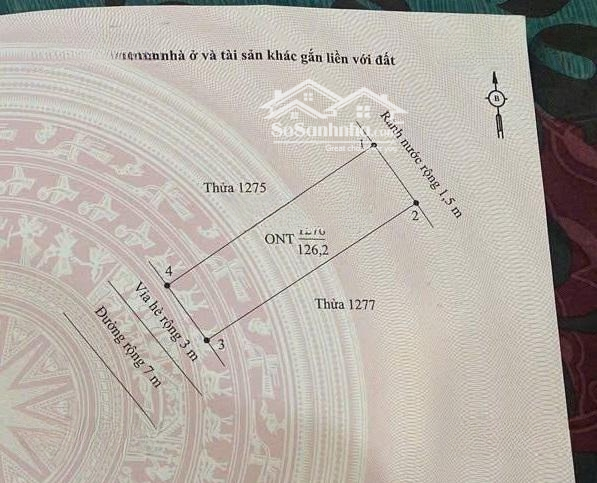 nhà ở và tài sản khác gắn liền với đất
B
SoSanhnha
Rãnh nước rộng 1,5 m
1
Thửa 1275
2
ONT
126,2
4
Thửa 1277
Vỉa hè rộng 3 m
3
Đường rộng 7 m